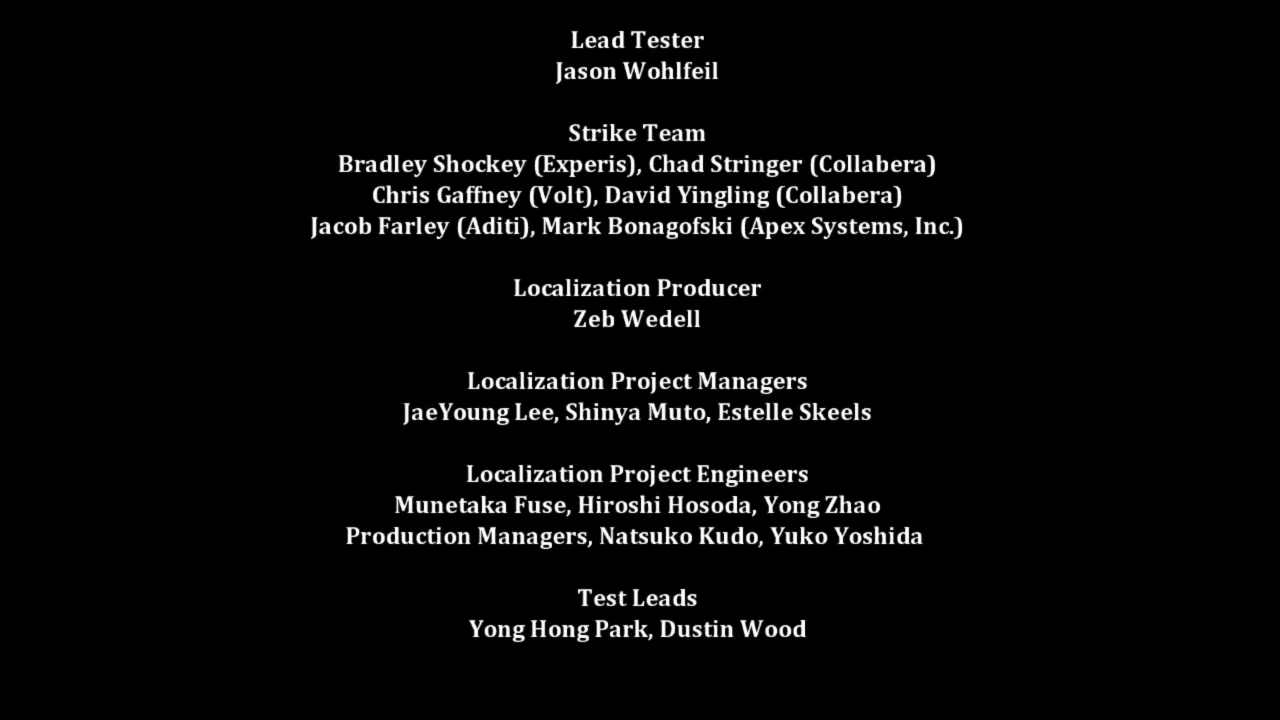 Lead Tester
Jason Wohlfeil
Strike Team
Bradley Shockey (Experis), Chad Stringer (Collabera)
Chris Gaffney (Volt), David Yingling (Collabera)
Jacob Farley (Aditi), Mark Bonagofski (Apex Systems, Inc.)
Localization Producer
Zeb Wedell
Localization Project Managers
JaeYoung Lee, Shinya Muto, Estelle Skeels
Localization Project Engineers
Munetaka Fuse, Hiroshi Hosoda, Yong Zhao
Production Managers, Natsuko Kudo, Yuko Yoshida
Test Leads
Yong Hong Park, Dustin Wood